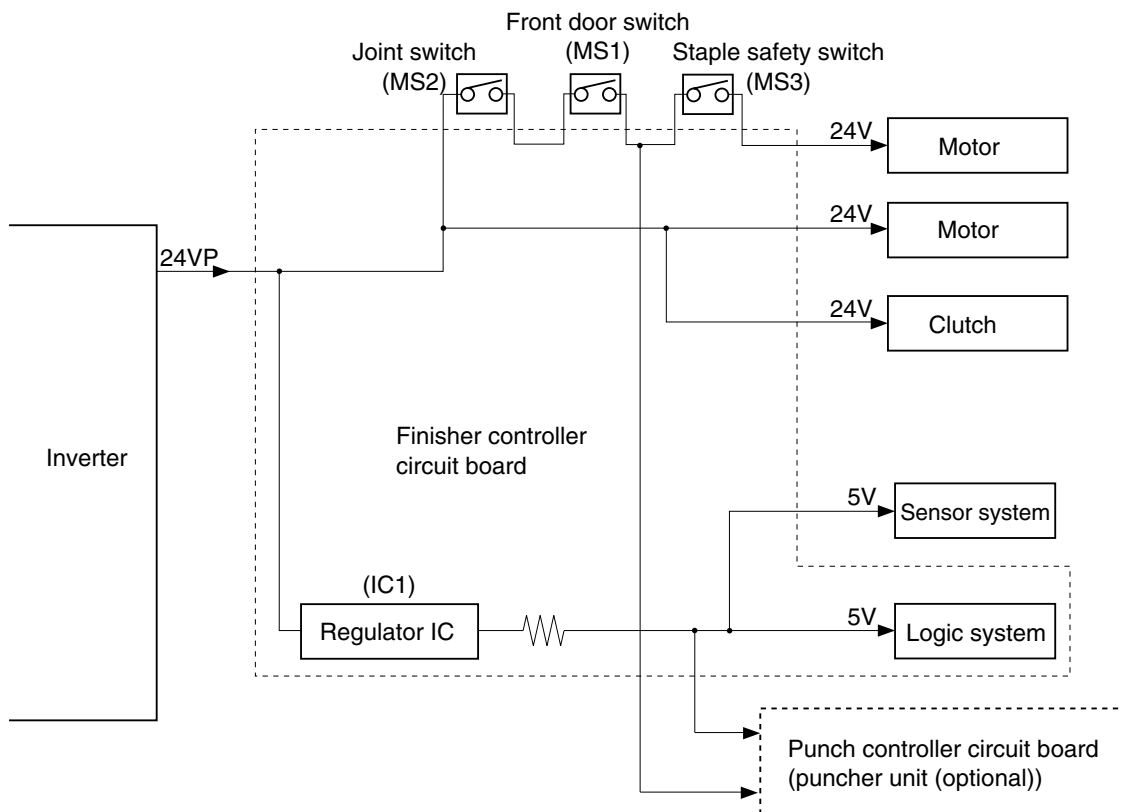 Front door switch
(MS1)
Joint switch
(MS2)
Staple safety switch
(MS3)
24V
Motor
24V
Motor
24VP
24V
Clutch
Inverter
Finisher controller
circuit board
5V
Sensor system
(IC1)
Regulator IC
5V
Logic system
Punch controller circuit board
(puncher unit (optional))